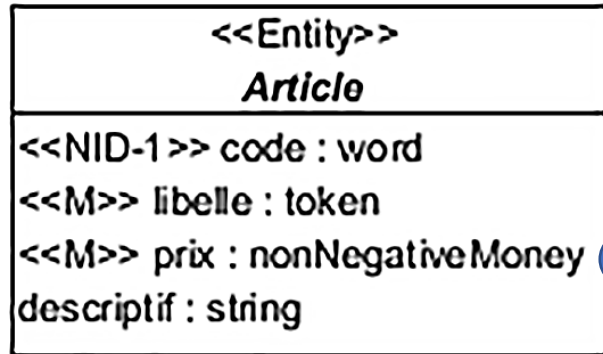 <<Entity>>
Article
<<NID-1>> code : word
<<M>> libelle : token
<<M>> prix : nonNegativeMoney
descriptif : string